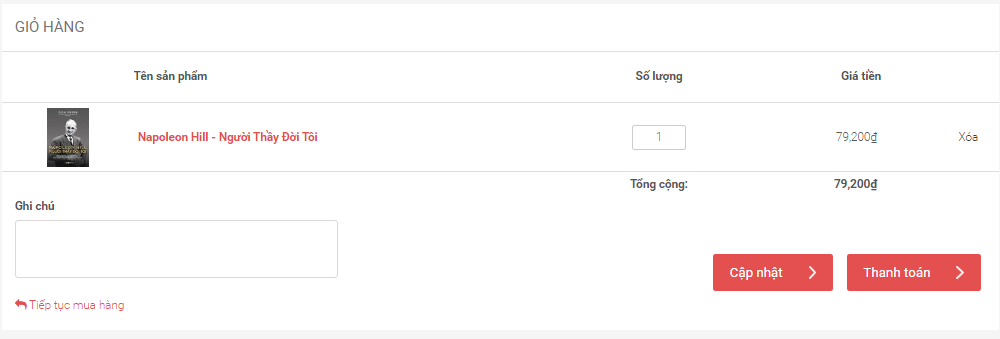 GIỎ HÀNG
Tên sản phẩm Số lượng Giá tiền
Napoleon Hill - Người Thầy Đời Tôi 1 79,200₫ Xóa
Tổng cộng: 79,200₫
Ghi chú
Cập nhật Thanh toán
Tiếp tục mua hàng